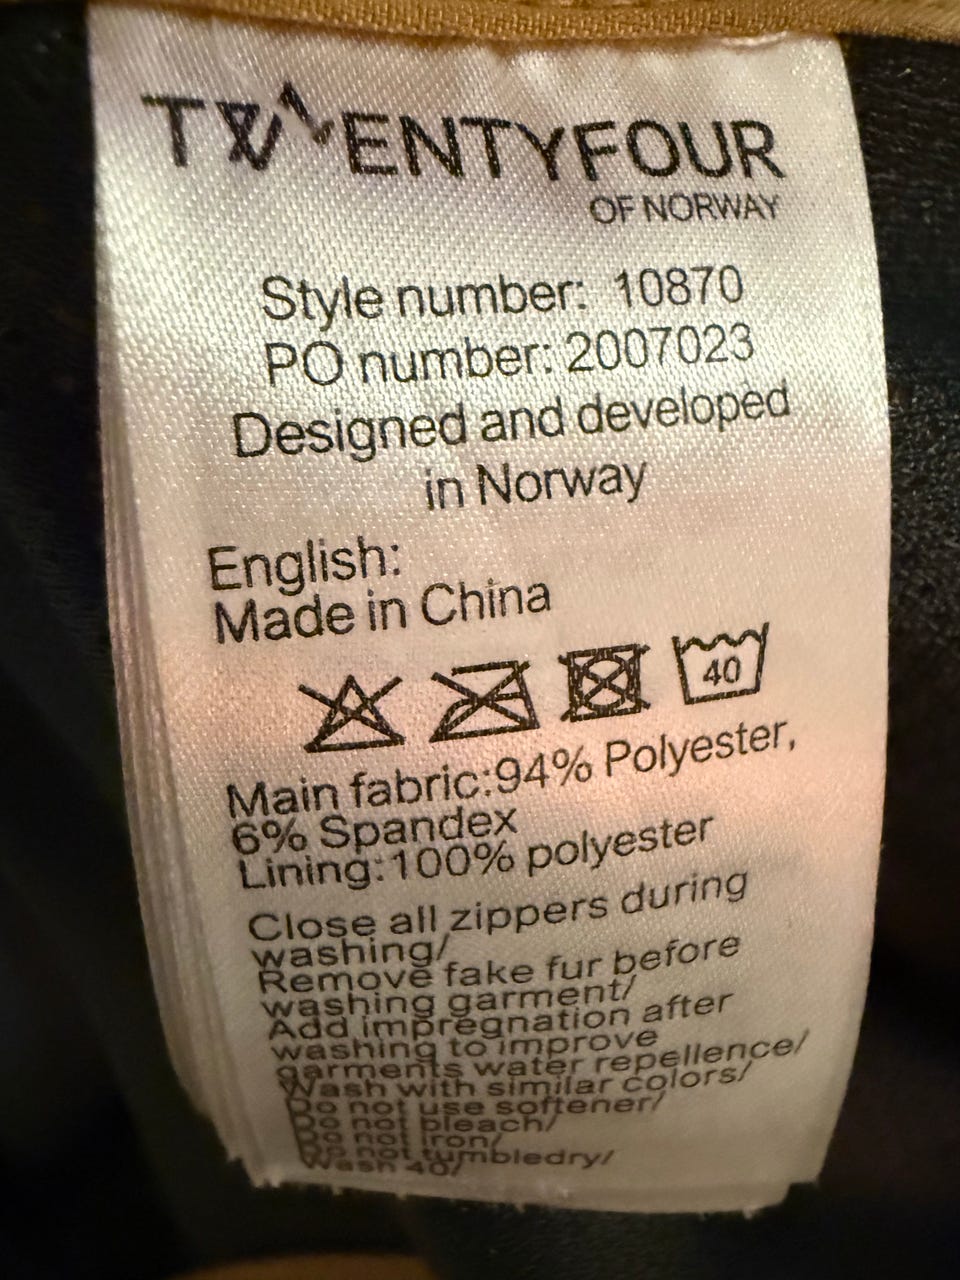 TWENTYFOUR
OF NORWAY
Style number: 10870
PO number: 2007023
Designed and developed
in Norway
English:
Made in China
40
Main fabric:94% Polyester,
6% Spandex
Lining:100% polyester
Close all zippers during
washing/
Remove fake fur before
washing garment/
Add impregnation after
washing to improve
garments water repellence/
Wash with similar colors/
Do not use softener/
Do not bleach/
Do not iron/
Do not tumbledry/
Wash 40/